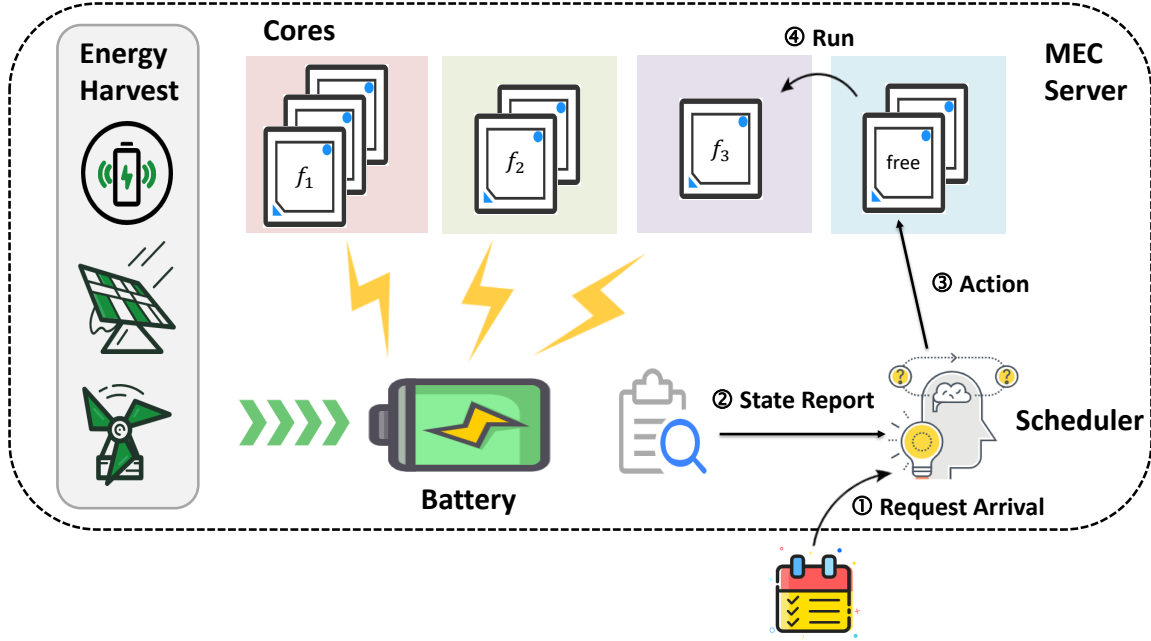 Energy
Harvest
Cores
④ Run
MEC
Server
f₁
f₂
f₃
free
③ Action
? ?
② State Report
Scheduler
Battery
① Request Arrival